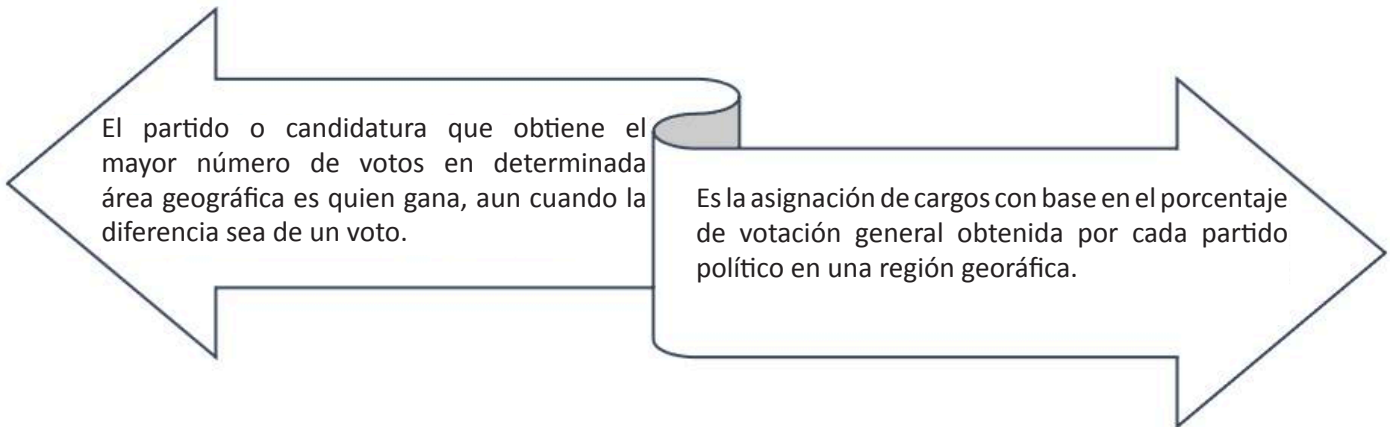 El partido o candidatura que obtiene el
mayor número de votos en determinada
área geográfica es quien gana, aun cuando la
diferencia sea de un voto.
Es la asignación de cargos con base en el porcentaje
de votación general obtenida por cada partido
político en una región georáfica.